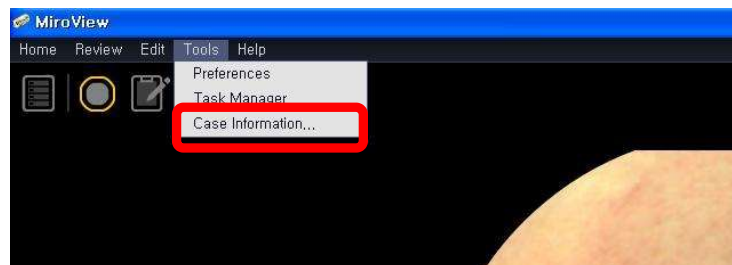 MiroView
Home Review Edit Tools Help
Preferences
Task Manager
Case Information...